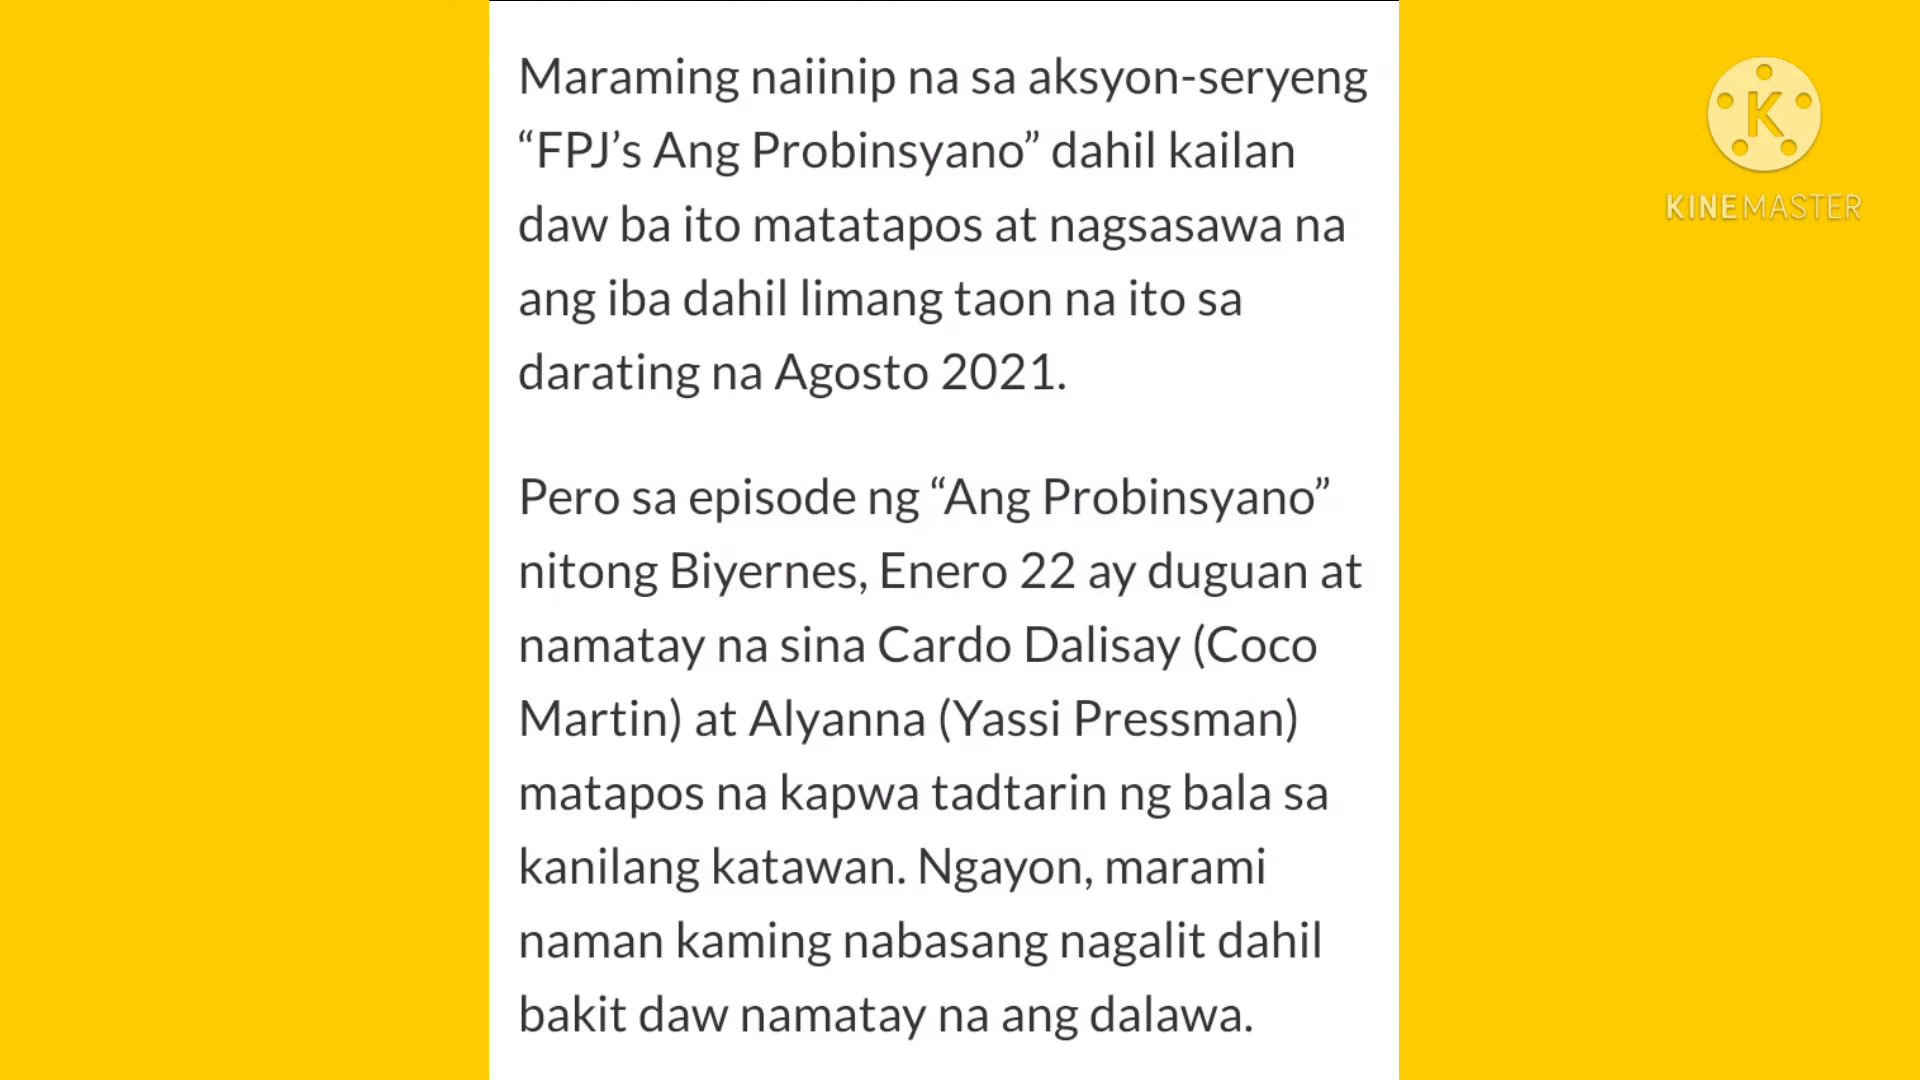 Maraming naiinip na sa aksyon-seryeng
“FPJ’s Ang Probinsyano” dahil kailan
daw ba ito matatapos at nagsasawa na
ang iba dahil limang taon na ito sa
darating na Agosto 2021.
Pero sa episode ng “Ang Probinsyano”
nitong Biyernes, Enero 22 ay duguan at
namatay na sina Cardo Dalisay (Coco
Martin) at Alyanna (Yassi Pressman)
matapos na kapwa tadtarin ng bala sa
kanilang katawan. Ngayon, marami
naman kaming nabasang nagalit dahil
bakit daw namatay na ang dalawa.
K
KINEMASTER